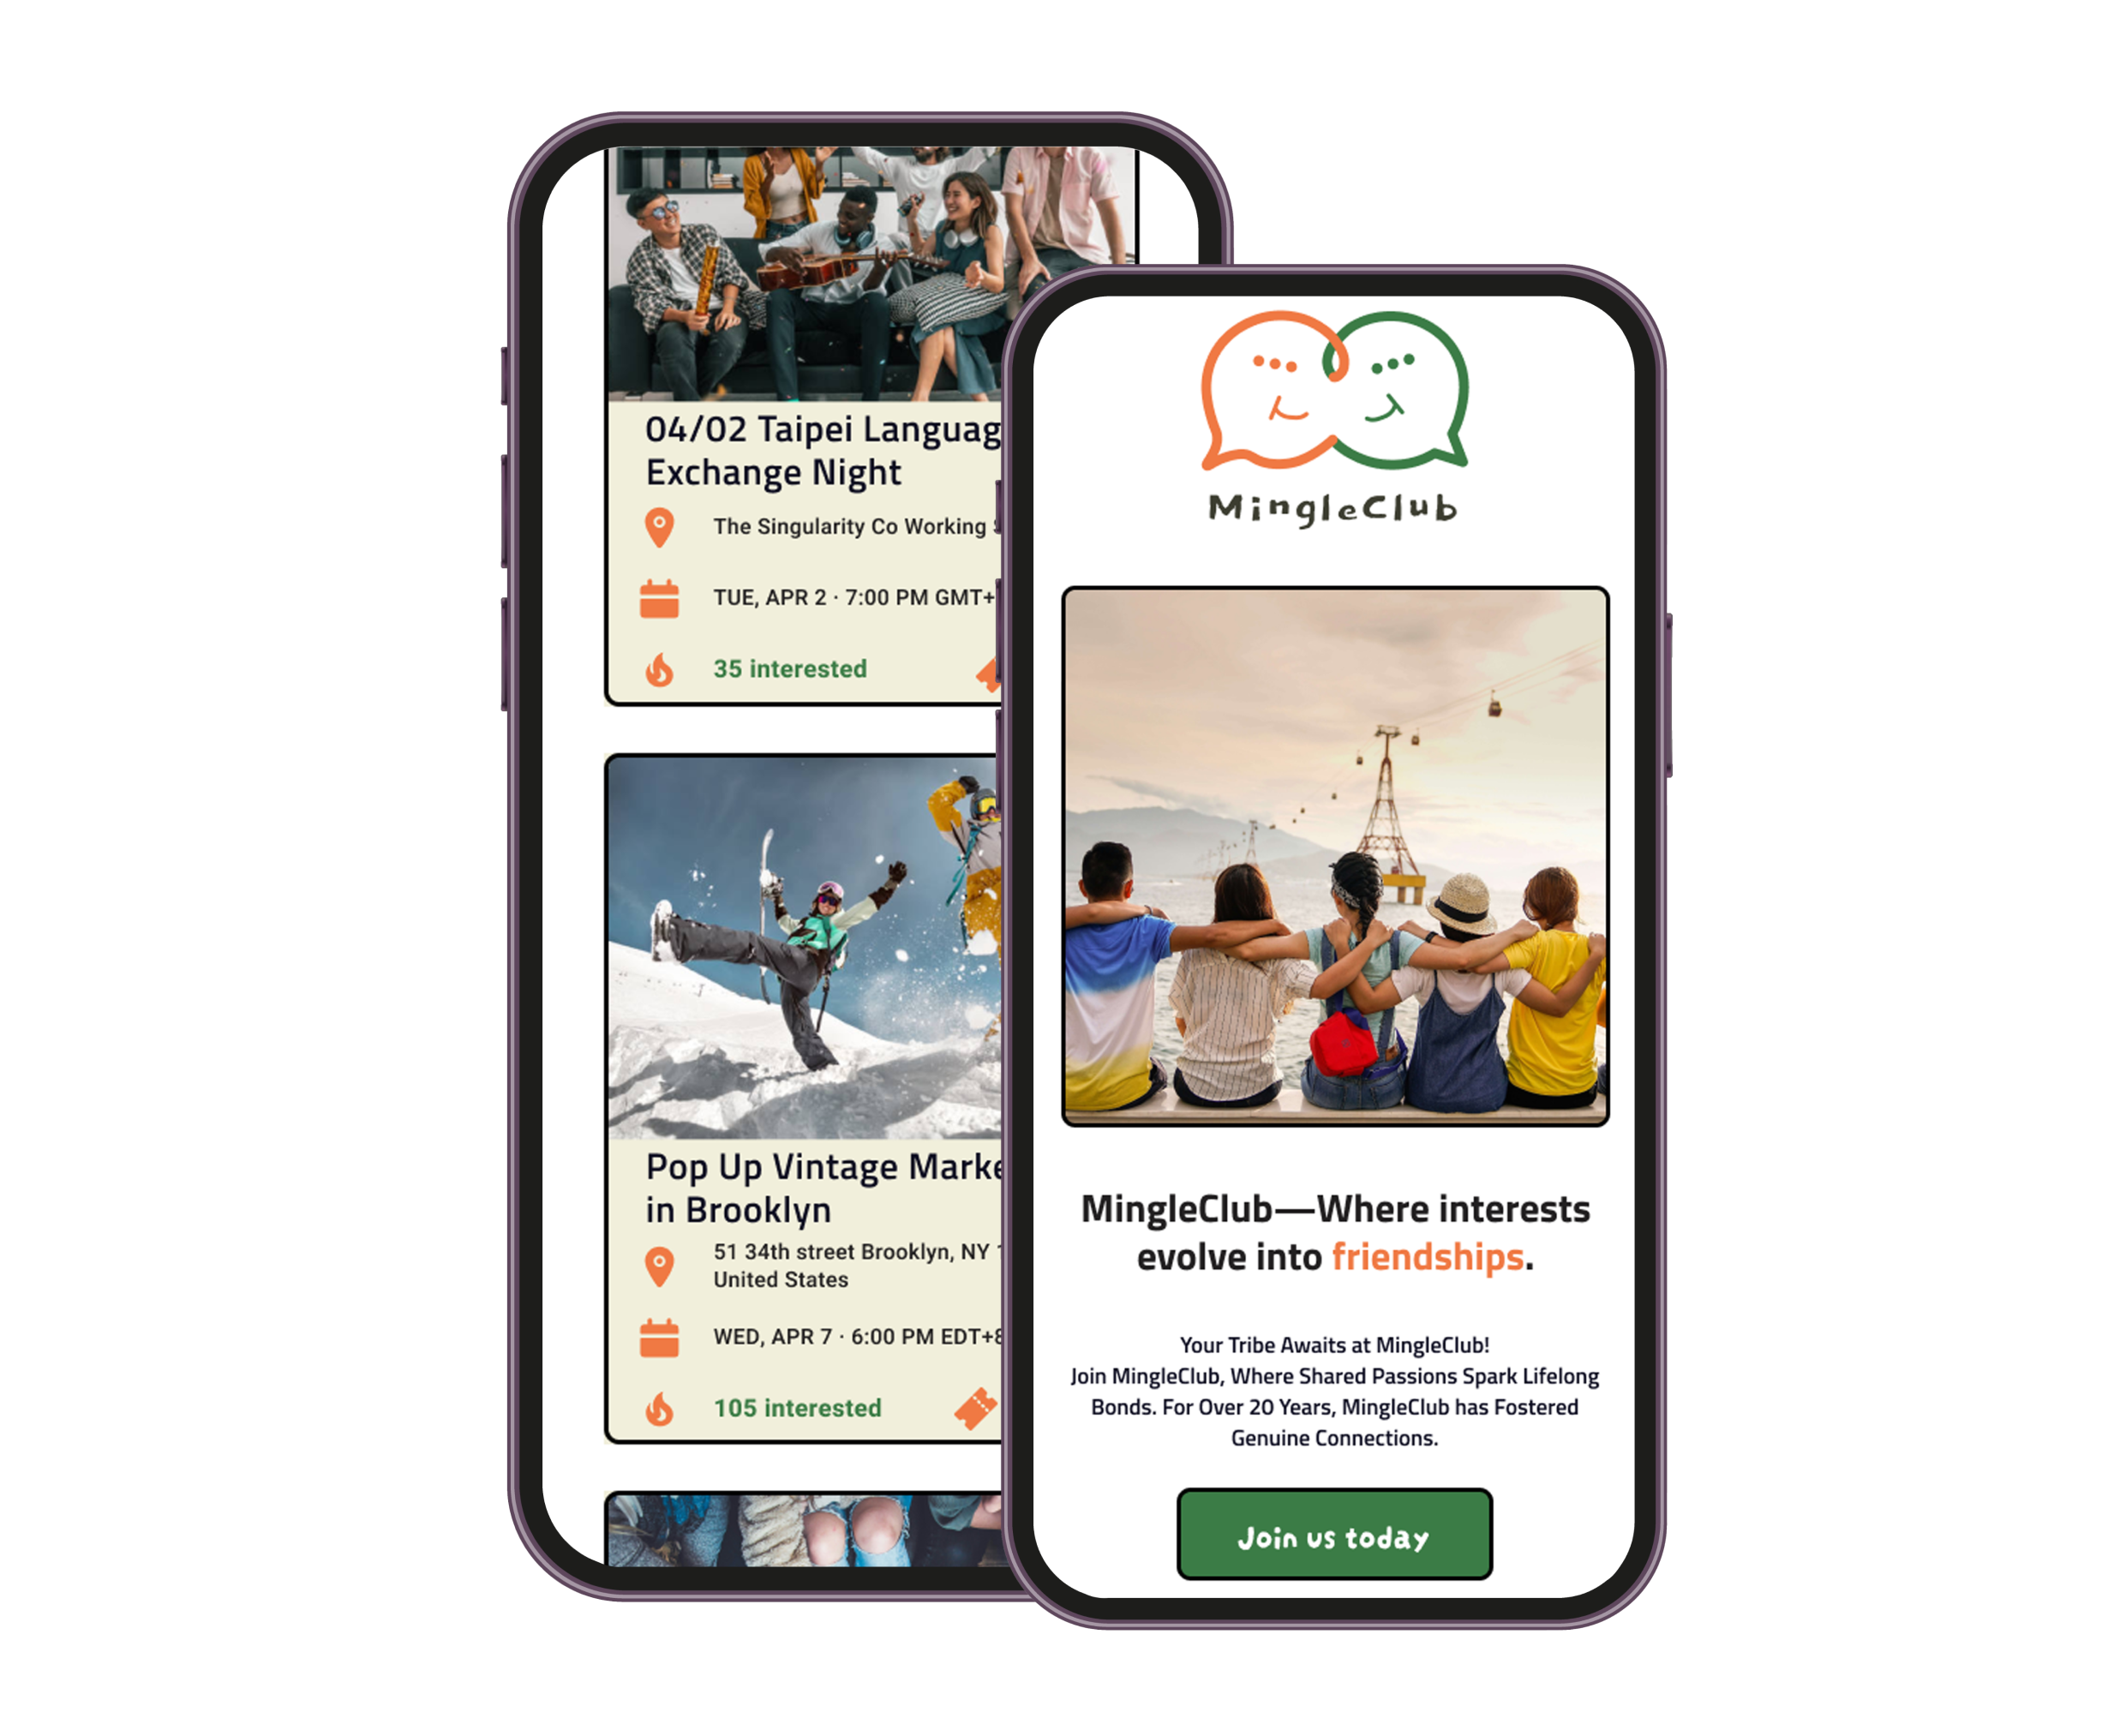 04/02 Taipei
Exchange Night
The Singularity Co Working
TUE, APR 2 · 7:00 PM GMT+
35 interested
Pop Up Vintage
in Brooklyn
51 34th street Brooklyn, NY
United States
WED, APR 7 · 6:00 PM EDT+8
105 interested
MingleClub
MingleClub—Where interests
evolve into friendships.
Your Tribe Awaits at MingleClub!
Join MingleClub, Where Shared Passions Spark Lifelong
Bonds. For Over 20 Years, MingleClub has Fostered
Genuine Connections.
Join us today